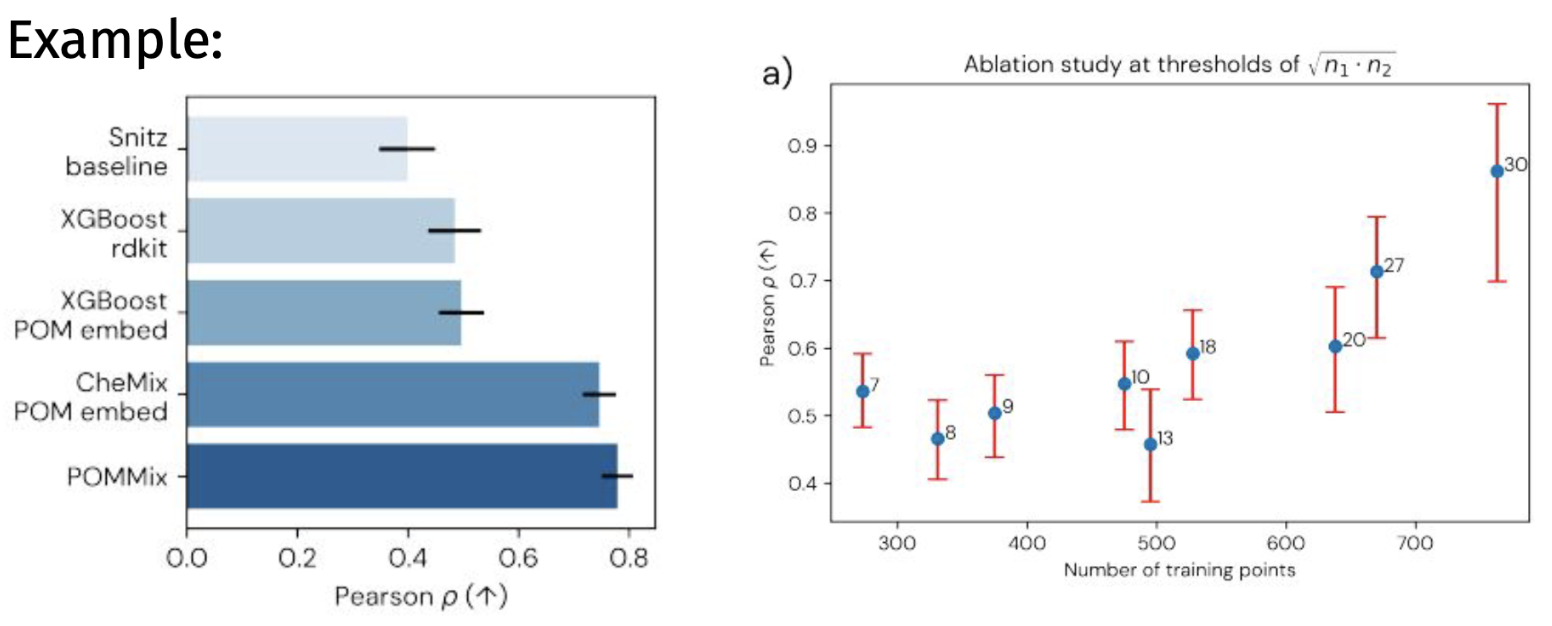 Example:
Snitz
baseline
XGBoost
rdkit
XGBoost
POM embed
CheMix
POM embed
POMMix
0.0 0.2 0.4 0.6 0.8
Pearson ρ (↑)
a)
Ablation study at thresholds of √n₁ · n₂
0.9
0.8
0.7
0.6
0.5
0.4
Pearson ρ (↑)
30
27
20
18
10
13
9
8
7
300 400 500 600 700
Number of training points